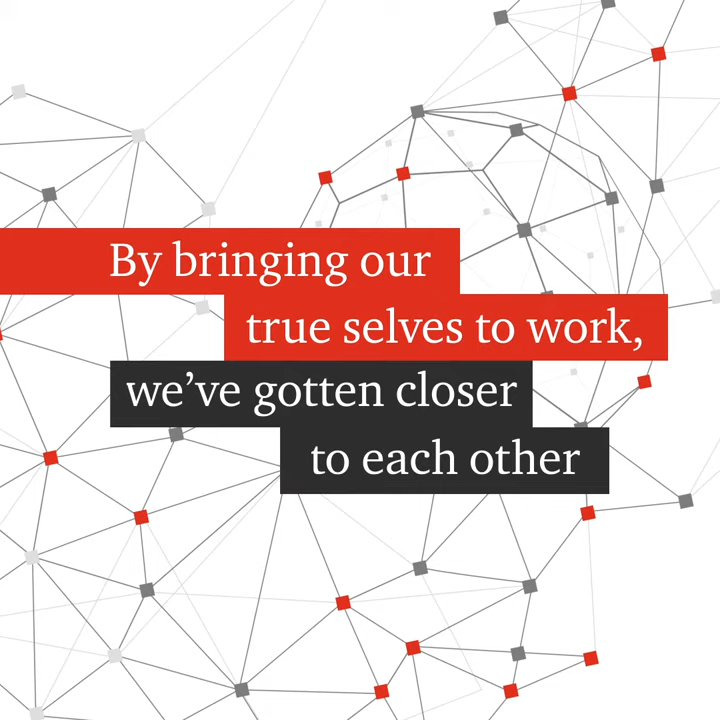 By bringing our
true selves to work,
we’ve gotten closer
to each other